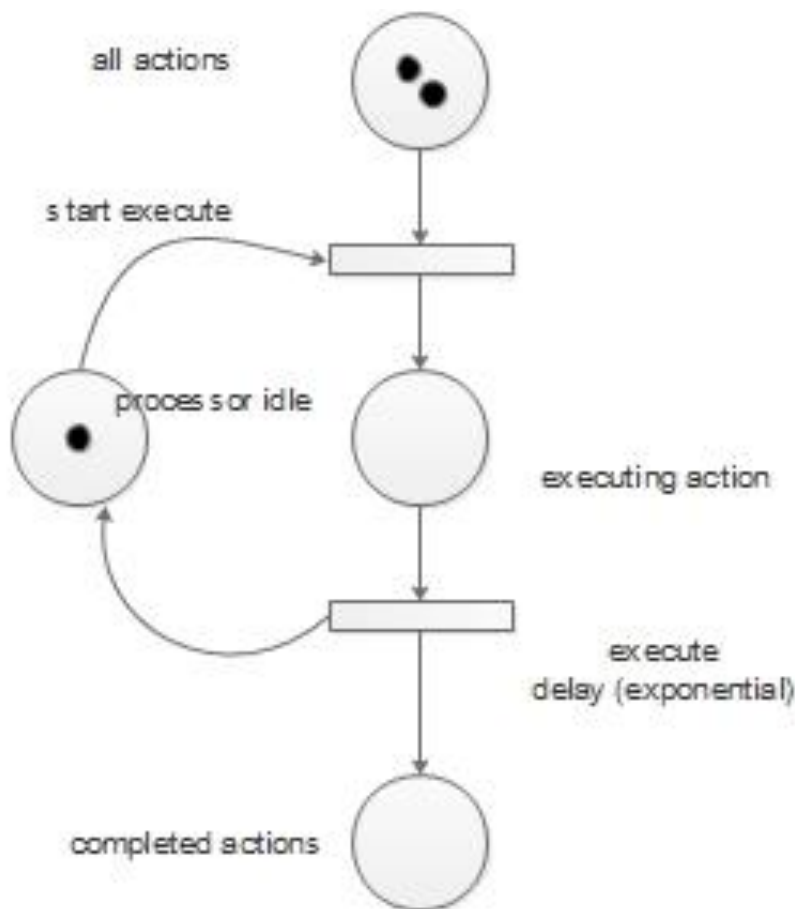 all actions
start execute
processor idle
executing action
execute
delay (exponential)
completed actions